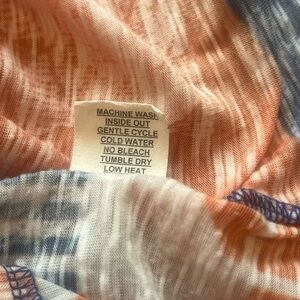 MACHINE WASH
INSIDE OUT
GENTLE CYCLE
COLD WATER
NO BLEACH
TUMBLE DRY
LOW HEAT